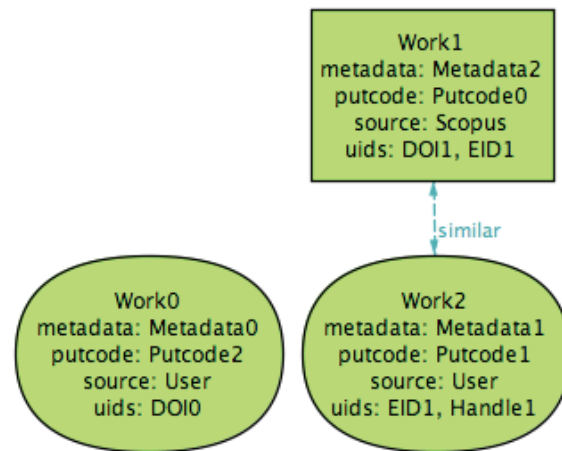 Work1
metadata: Metadata2
putcode: Putcode0
source: Scopus
uids: DOI1, EID1
similar
Work0
metadata: Metadata0
putcode: Putcode2
source: User
uids: DOI0
Work2
metadata: Metadata1
putcode: Putcode1
source: User
uids: EID1, Handle1